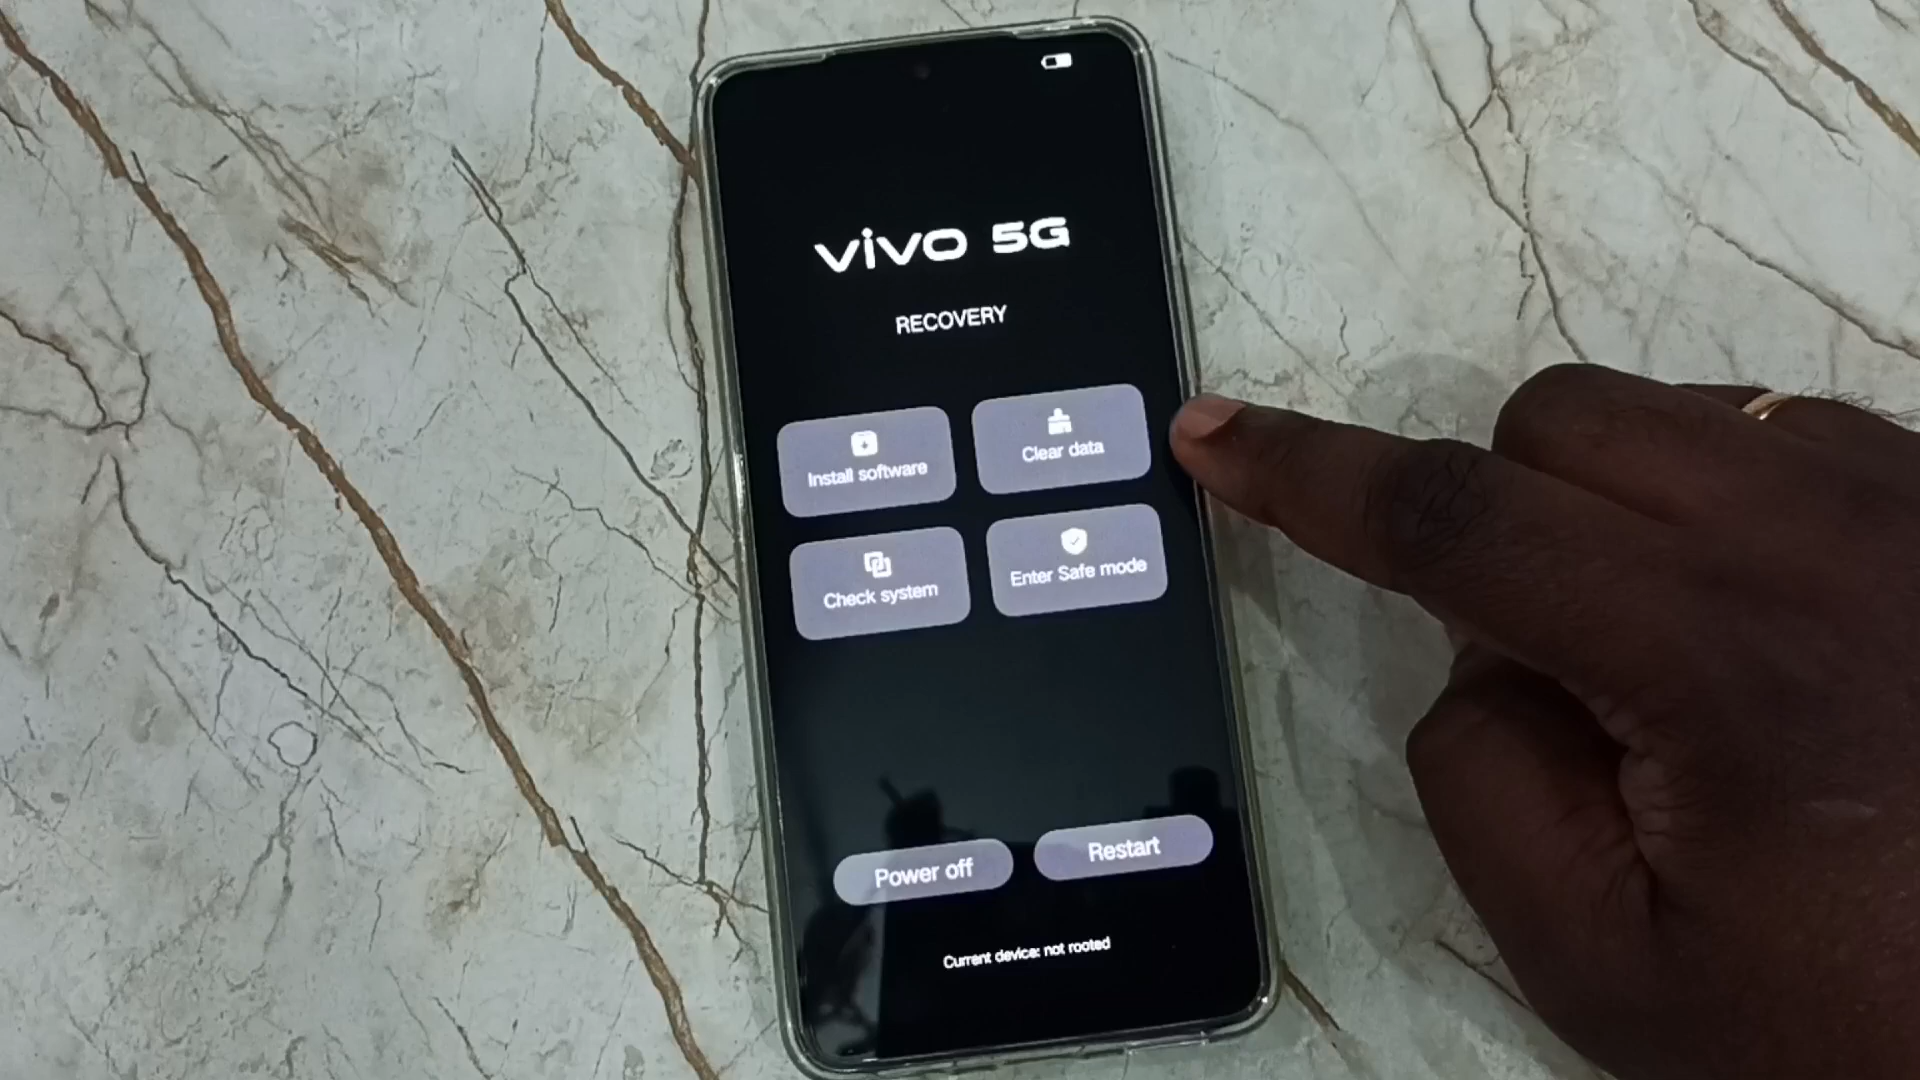 vivo 5G
RECOVERY
Install software
Clear data
Check system
Enter Safe mode
Power off
Restart
Current device: not rooted